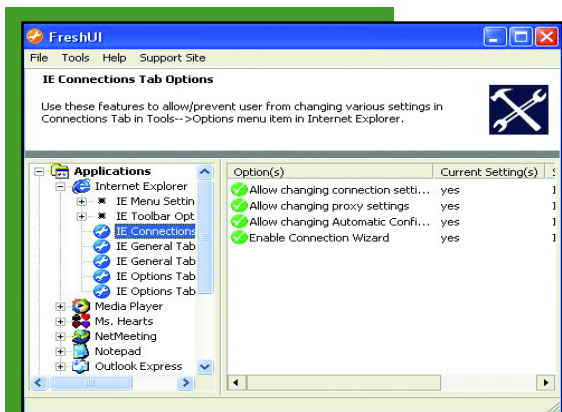 FreshUI
File Tools Help Support Site
IE Connections Tab Options
Use these features to allow/prevent user from changing various settings in
Connections Tab in Tools-->Options menu item in Internet Explorer.
Applications
Internet Explorer
IE Menu Settin
IE Toolbar Opt
IE Connections
IE General Tab
IE General Tab
IE Options Tab
IE Options Tab
Media Player
Ms. Hearts
NetMeeting
Notepad
Outlook Express
Option(s) Current Setting(s)
Allow changing connection setti... yes
Allow changing proxy settings yes
Allow changing Automatic Confi... yes
Enable Connection Wizard yes